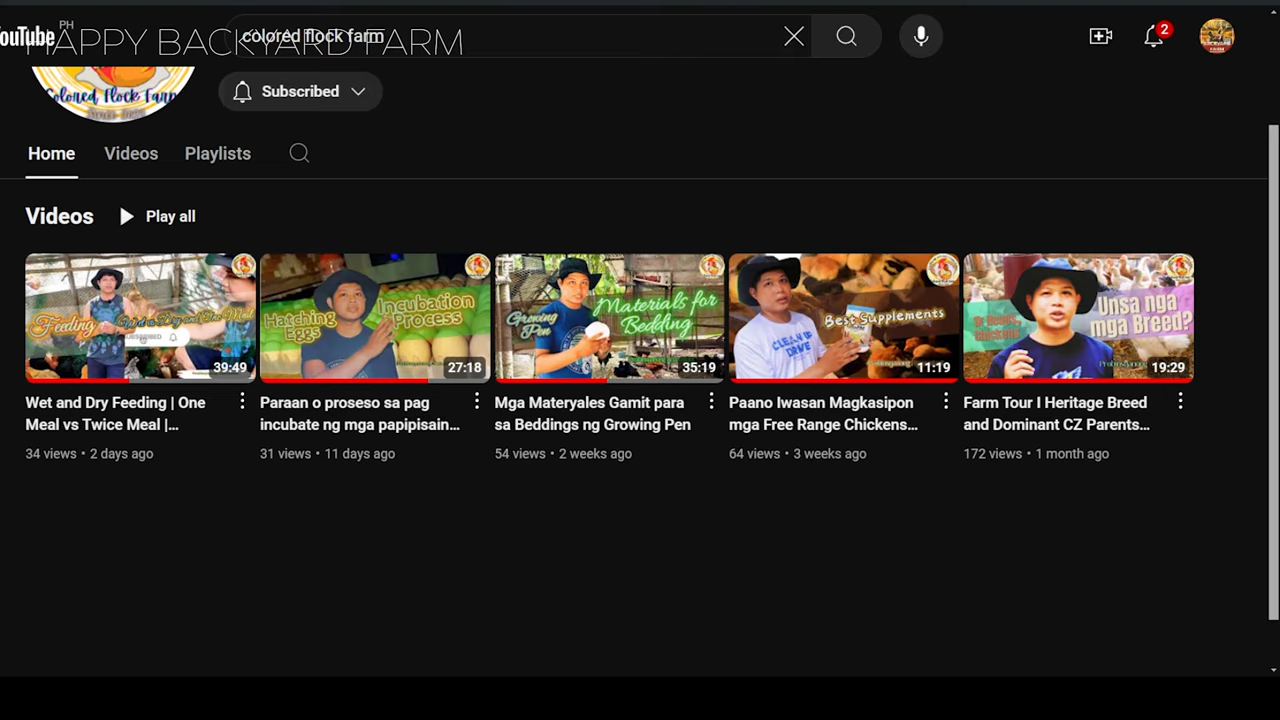 PH
YouTube
HAPPY BACKYARD FARM
colored flock farm
2
Colored Flock Farm
Subscribed
Home Videos Playlists
Videos Play all
Feeding
SUBSCRIBED
39:49
Hatching Eggs
Incubation Process
27:18
Growing Pen
Materials for Bedding
35:19
CLEAN UP DRIVE
Best Supplements
11:19
Unsa nga mga Breed?
19:29
Wet and Dry Feeding | One
Meal vs Twice Meal |...
34 views • 2 days ago
Paraan o proseso sa pag
incubate ng mga papipisain...
31 views • 11 days ago
Mga Materyales Gamit para
sa Beddings ng Growing Pen
54 views • 2 weeks ago
Paano Iwasan Magkasipon
mga Free Range Chickens...
64 views • 3 weeks ago
Farm Tour I Heritage Breed
and Dominant CZ Parents...
172 views • 1 month ago